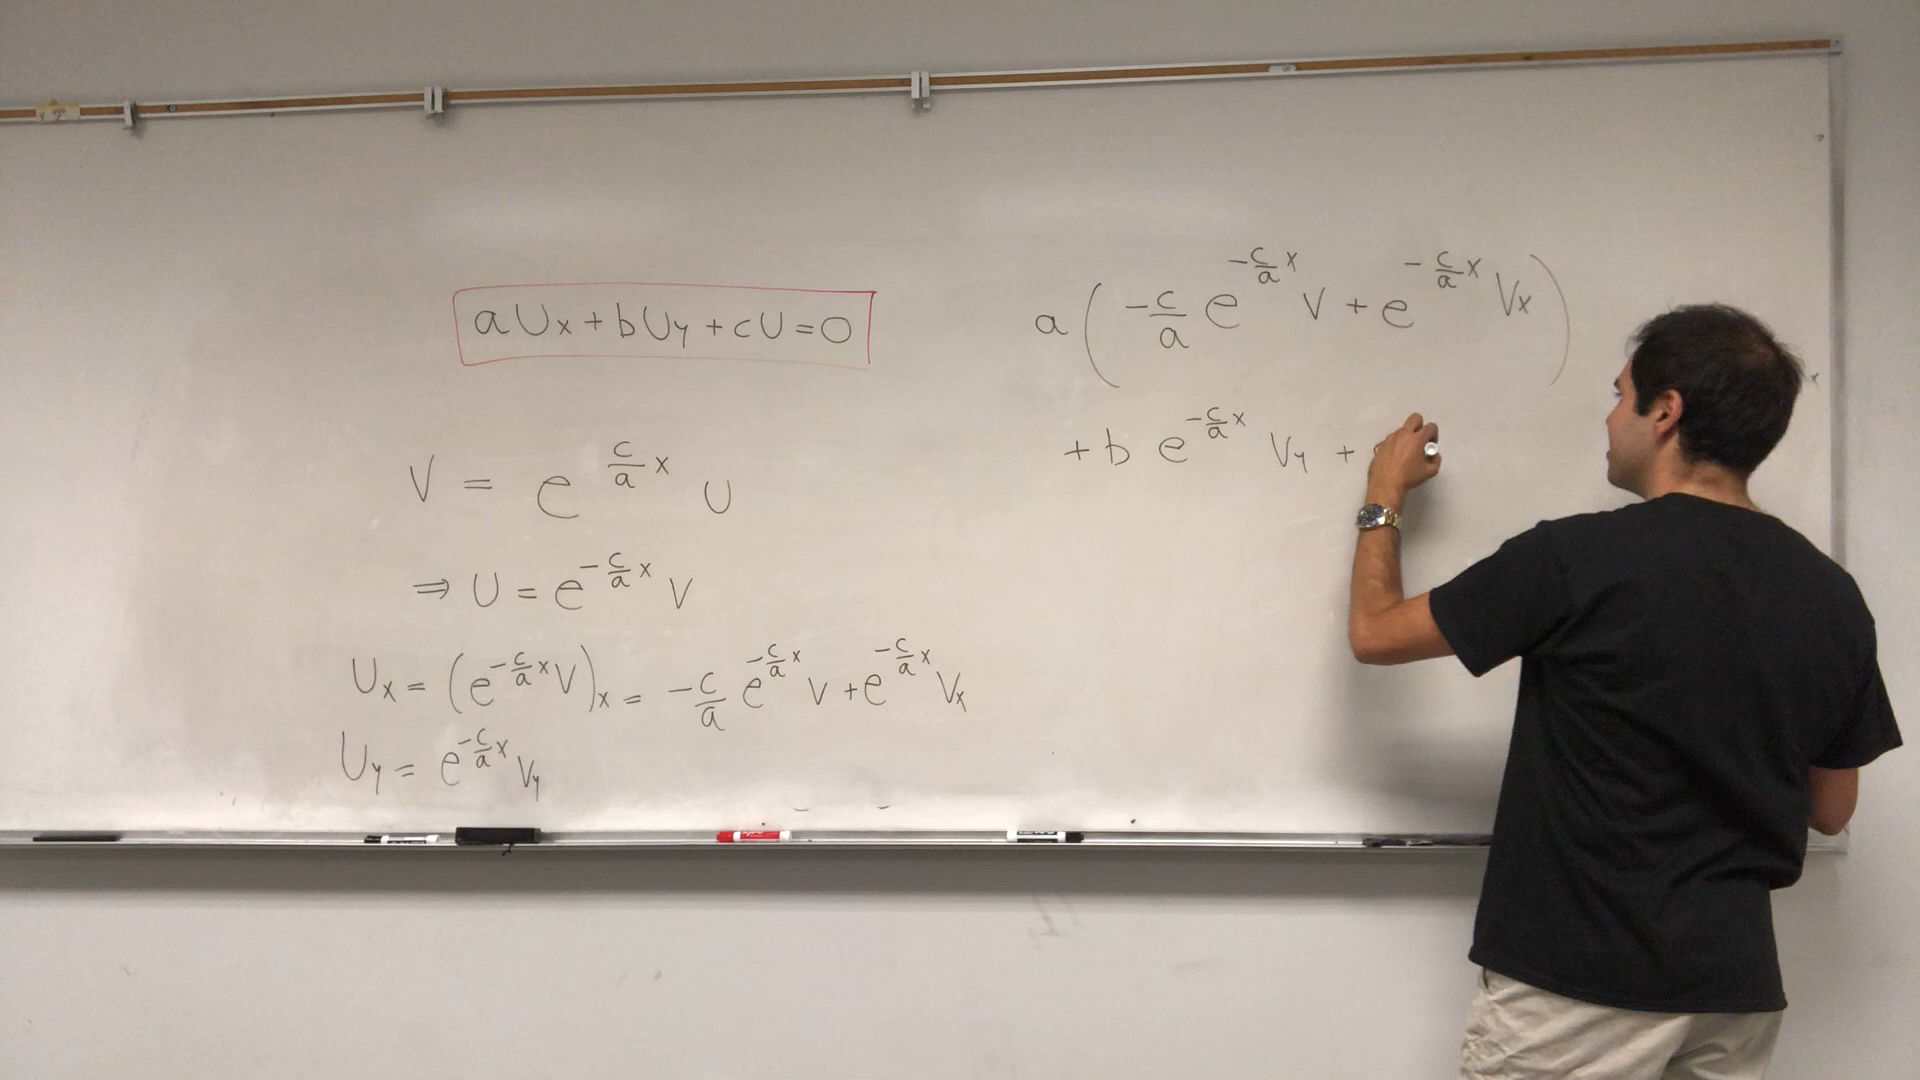 aUx + bUy + cU = 0
V = e^{c/a x} U
⇒ U = e^{-c/a x} V
Ux = (e^{-c/a x} V)x = -c/a e^{-c/a x} V + e^{-c/a x} Vx
Uy = e^{-c/a x} Vy
a( -c/a e^{-c/a x} V + e^{-c/a x} Vx )
+ b e^{-c/a x} Vy +